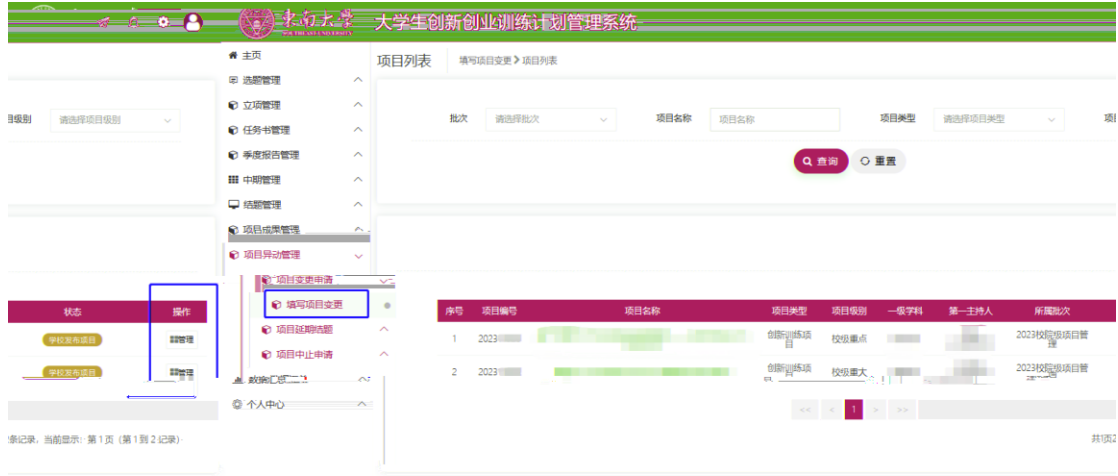 東南大學 大学生创新创业训练计划管理系统
SOUTHEAST UNIVERSITY
主页
选题管理
立项管理
任务书管理
季度报告管理
中期管理
结题管理
项目成果管理
项目异动管理
项目变更申请
填写项目变更
项目延期结题
项目中止申请
个人中心
项目列表 填写项目变更 > 项目列表
批次 请选择批次 项目名称 项目名称 项目类型 请选择项目类型
查询 重置
序号 项目编号 项目名称 项目类型 项目级别 一级学科 第一主持人 所属批次
1 2023 创新训练项目 校级重点 2023校院级项目管理
2 2023 创新训练项目 校级重大 2023校院级项目管
<< < 1 > >>
共1页2
目级别 请选择项目级别
状态 操作
学校发布项目 管理
学校发布项目 管理
条记录，当前显示: 第 1 页 (第 1 到 2 记录)